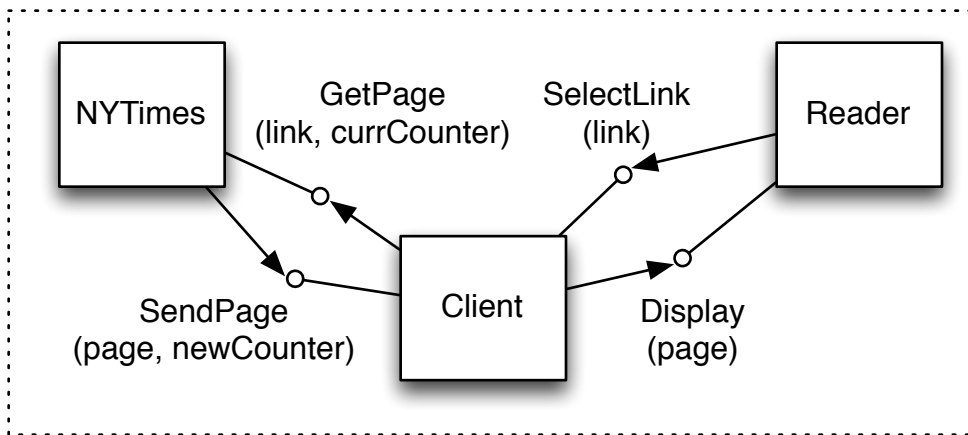 NYTimes
GetPage
(link, currCounter)
SelectLink
(link)
Reader
SendPage
(page, newCounter)
Client
Display
(page)